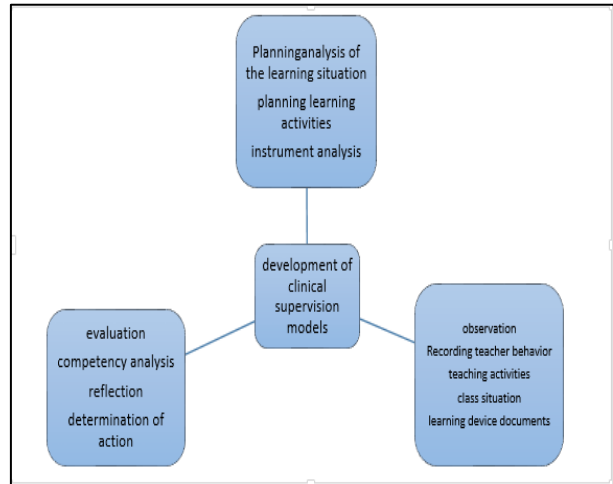 Planninganalysis of
the learning situation
planning learning
activities
instrument analysis
development of
clinical
supervision
models
evaluation
competency analysis
reflection
determination of
action
observation
Recording teacher behavior
teaching activities
class situation
learning device documents